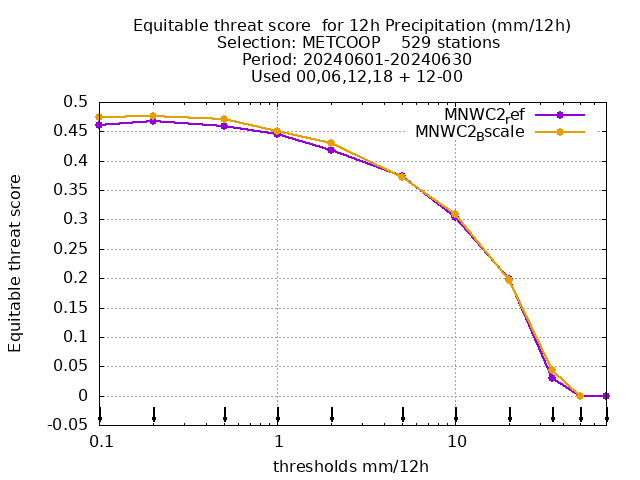 Equitable threat score  for 12h Precipitation (mm/12h)
Selection: METCOOP    529 stations
Period: 20240601-20240630
Used 00,06,12,18 + 12-00
MNWC2ref
MNWC2Bscale
Equitable threat score
0.5
0.45
0.4
0.35
0.3
0.25
0.2
0.15
0.1
0.05
0
-0.05
0.1
1
10
thresholds mm/12h